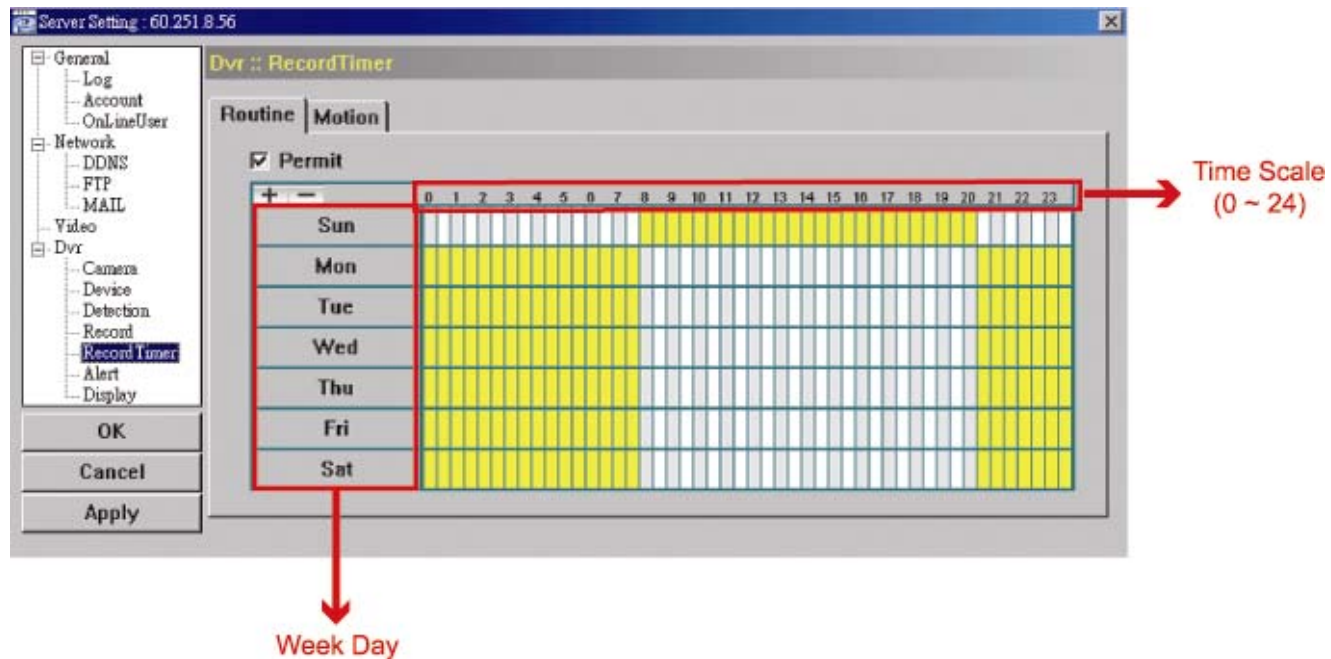 Server Setting : 60.251.8.56
General
Log
Account
OnLineUser
Network
DDNS
FTP
MAIL
Video
Dvr
Camera
Device
Detection
Record
RecordTimer
Alert
Display
OK
Cancel
Apply
Dvr :: RecordTimer
Routine Motion
Permit
+ - 0 1 2 3 4 5 6 7 8 9 10 11 12 13 14 15 16 17 18 19 20 21 22 23
Sun
Mon
Tue
Wed
Thu
Fri
Sat
Time Scale
(0 ~ 24)
Week Day